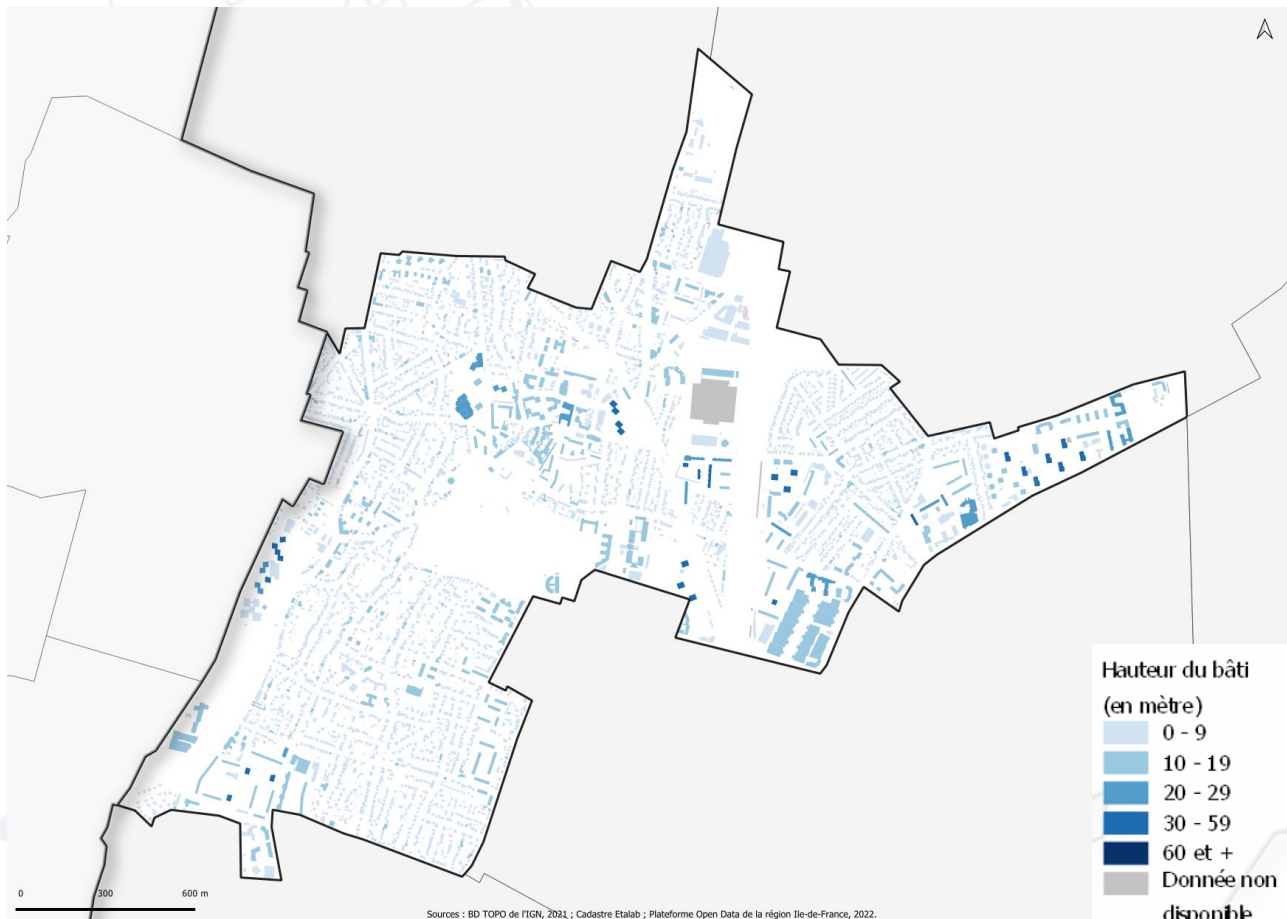 7
Hauteur du bâti
(en mètre)
0 - 9
10 - 19
20 - 29
30 - 59
60 et +
Donnée non
disponible
0 300 600 m
Sources : BD TOPO de l'IGN, 2021 ; Cadastre Etalab ; Plateforme Open Data de la région Ile-de-France, 2022.